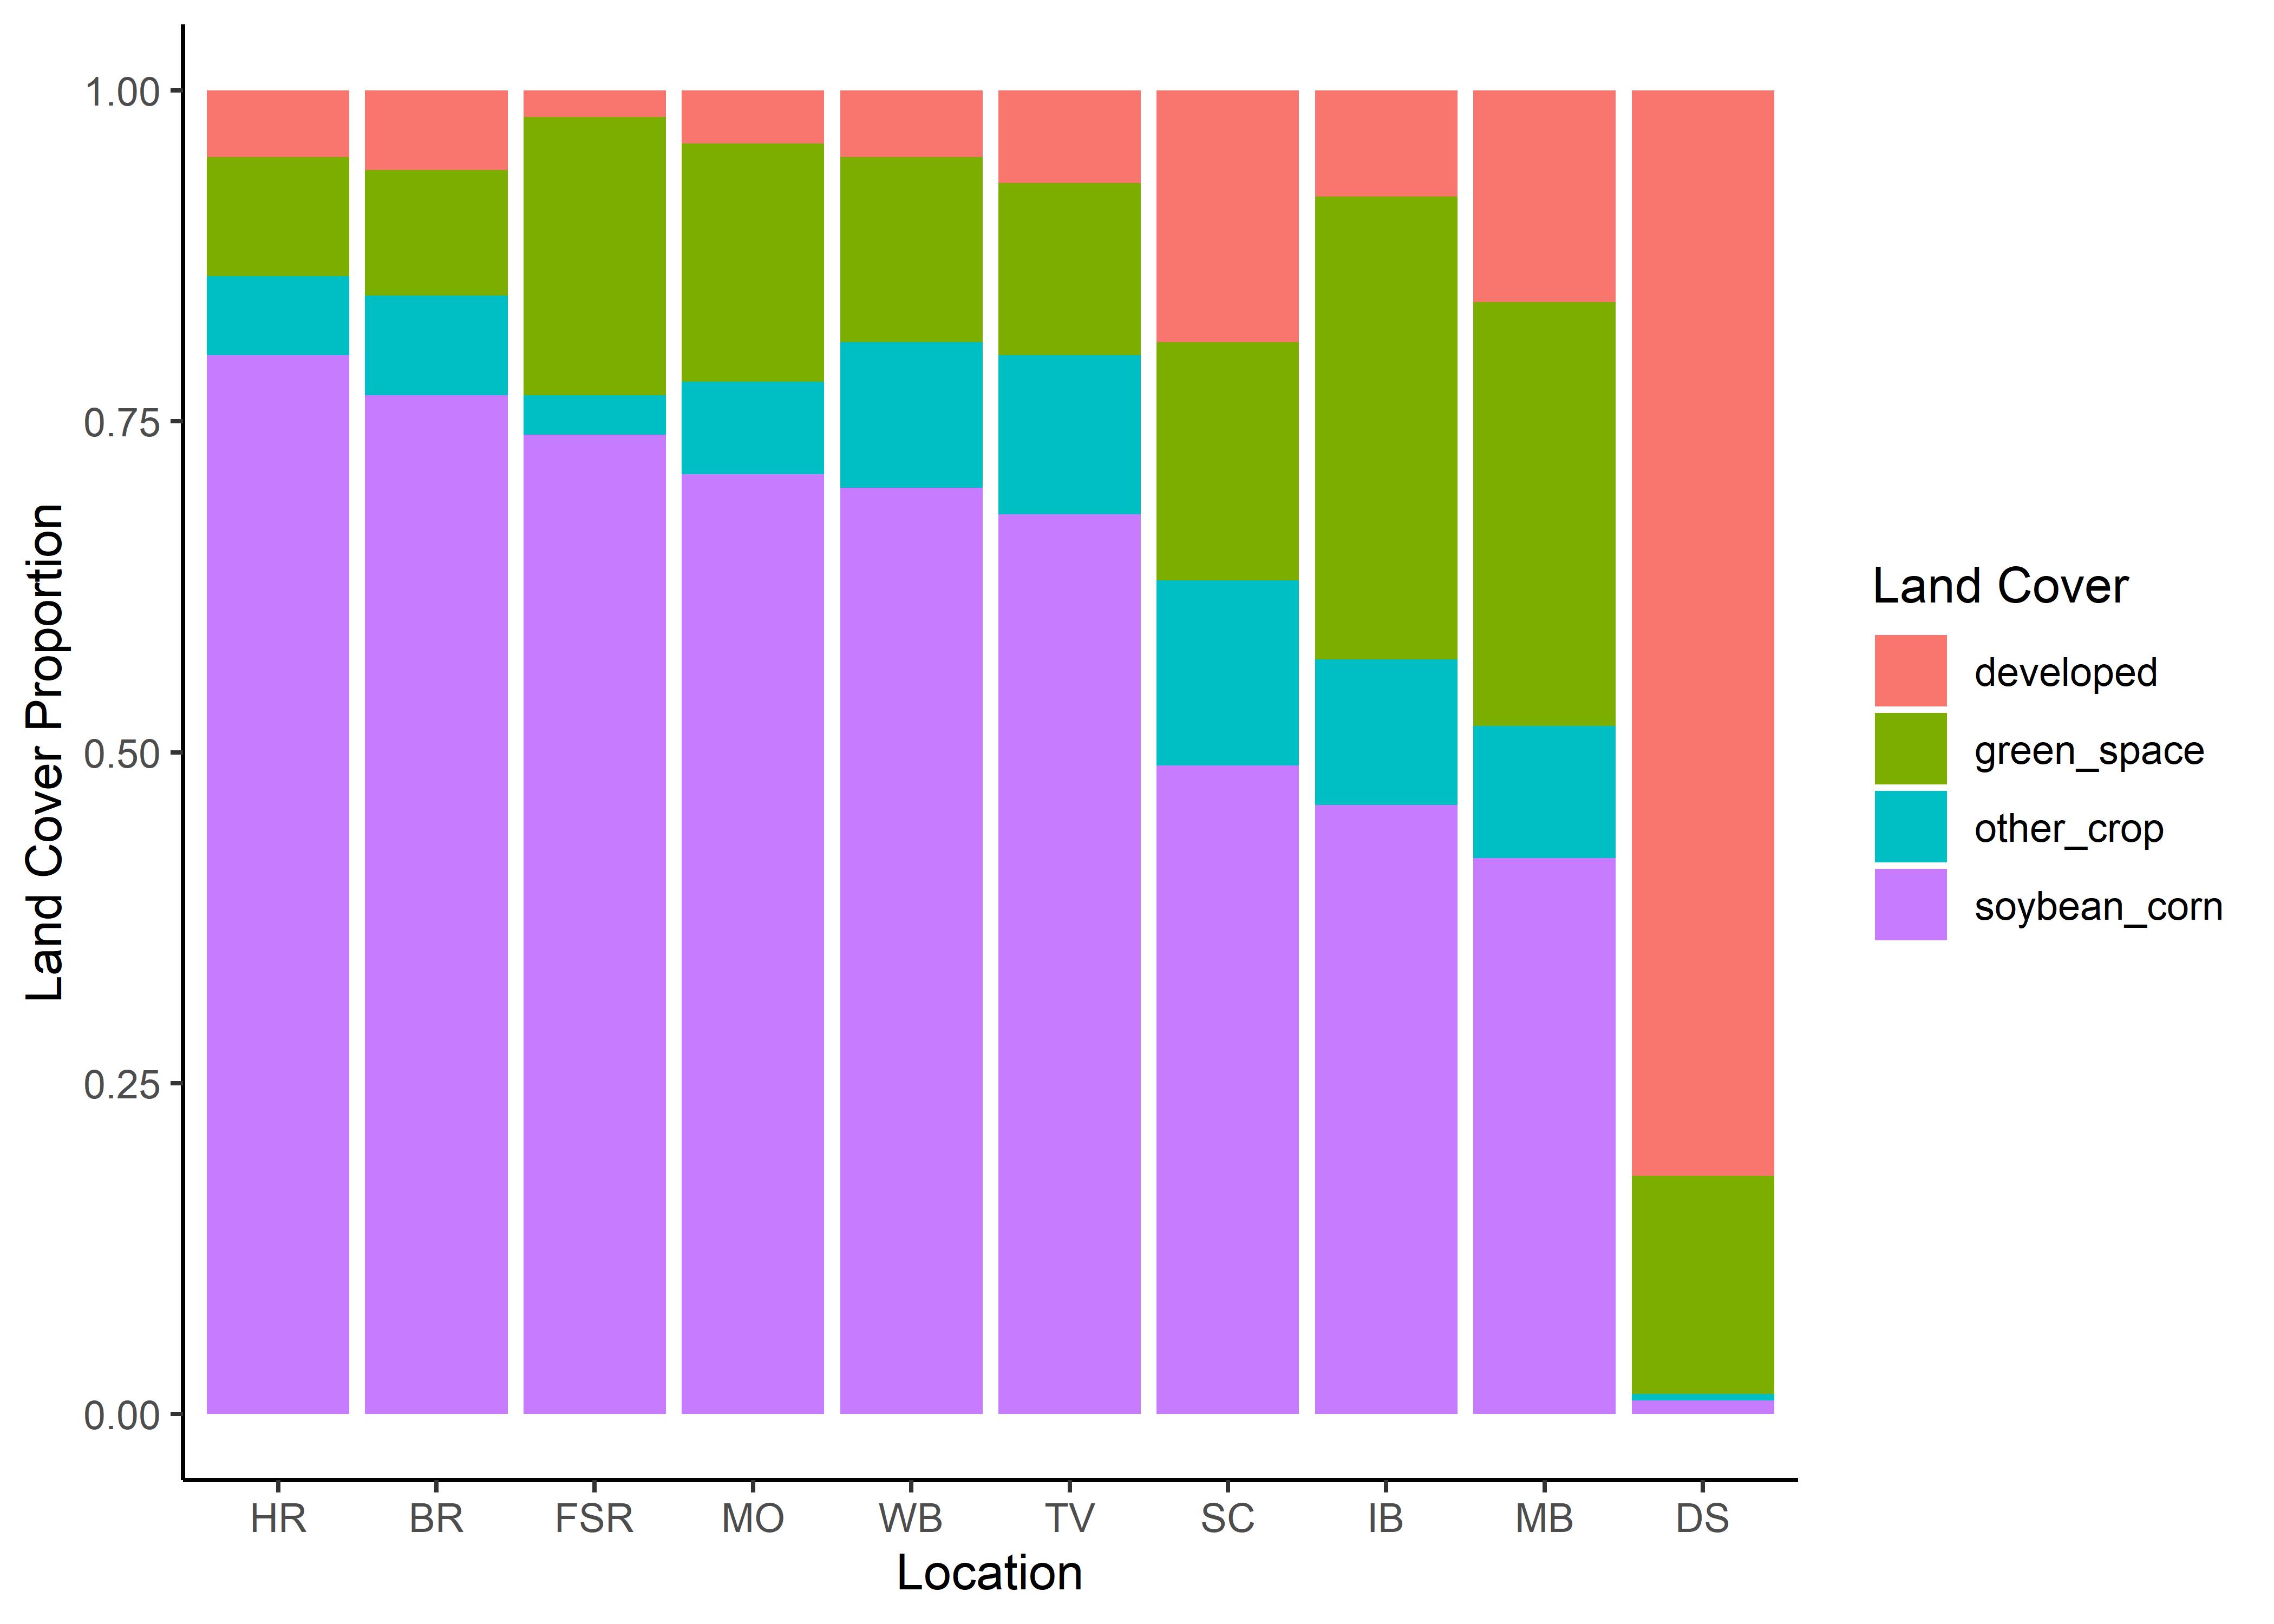 Land Cover Proportion
1.00
0.75
0.50
0.25
0.00
HR BR FSR MO WB TV SC IB MB DS
Location
Land Cover
developed
green_space
other_crop
soybean_corn